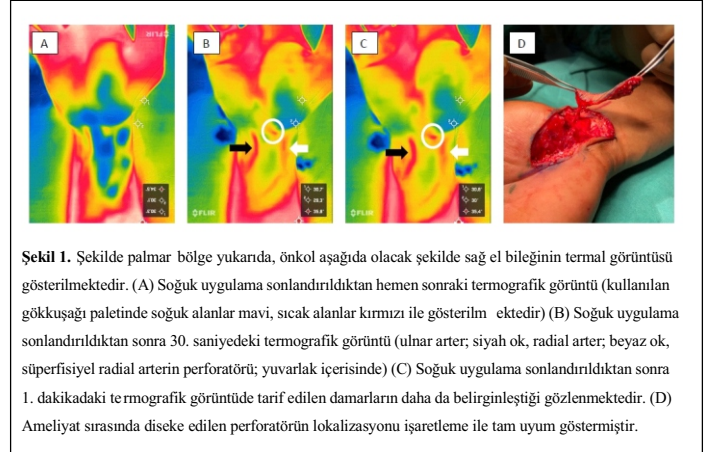 A
B
C
D
FLIR
FLIR
Şekil 1. Şekilde palmar bölge yukarıda, önkol aşağıda olacak şekilde sağ el bileğinin termal görüntüsü
gösterilmektedir. (A) Soğuk uygulama sonlandırıldıktan hemen sonraki termografik görüntü (kullanılan
gökkuşağı paletinde soğuk alanlar mavi, sıcak alanlar kırmızı ile gösterilm ektedir) (B) Soğuk uygulama
sonlandırıldıktan sonra 30. saniyedeki termografik görüntü (ulnar arter; siyah ok, radial arter; beyaz ok,
süperfisiyel radial arterin perforatörü; yuvarlak içerisinde) (C) Soğuk uygulama sonlandırıldıktan sonra
1. dakikadaki te rmografik görüntüde tarif edilen damarların daha da belirginleştiği gözlenmektedir. (D)
Ameliyat sırasında diseke edilen perforatörün lokalizasyonu işaretleme ile tam uyum göstermiştir.